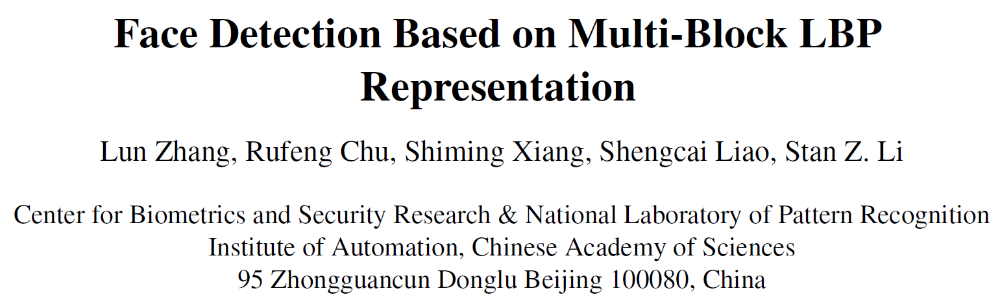 Face Detection Based on Multi-Block LBP
Representation
Lun Zhang, Rufeng Chu, Shiming Xiang, Shengcai Liao, Stan Z. Li
Center for Biometrics and Security Research & National Laboratory of Pattern Recognition
Institute of Automation, Chinese Academy of Sciences
95 Zhongguancun Donglu Beijing 100080, China